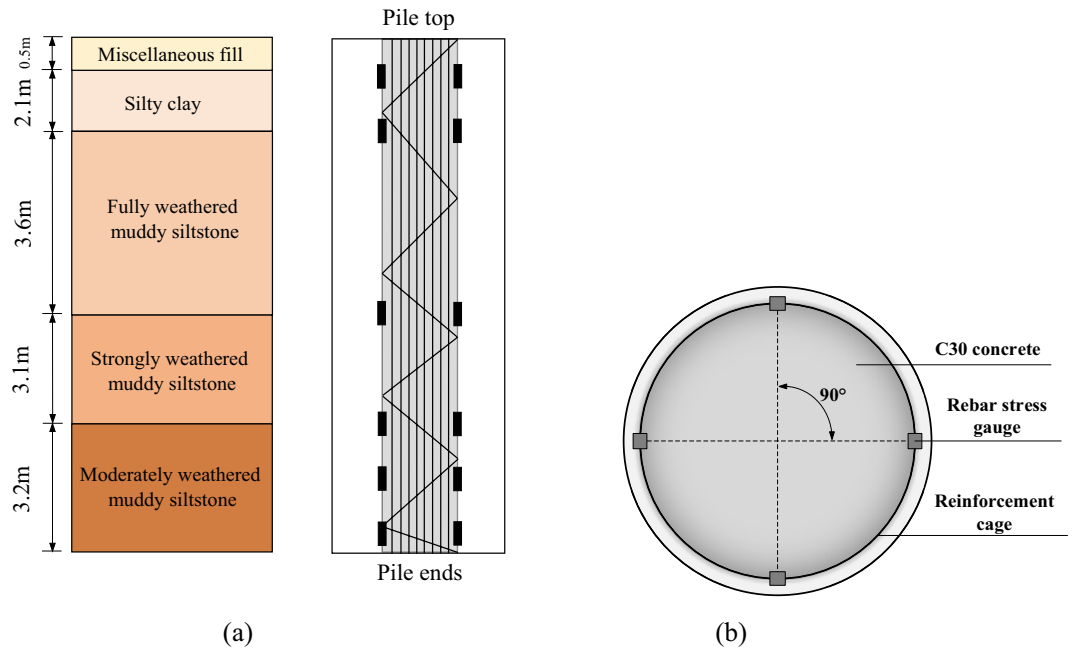 Pile top
0.5m
Miscellaneous fill
2.1m
Silty clay
3.6m
Fully weathered
muddy siltstone
3.1m
Strongly weathered
muddy siltstone
3.2m
Moderately weathered
muddy siltstone
Pile ends
(a)
90°
C30 concrete
Rebar stress
gauge
Reinforcement
cage
(b)